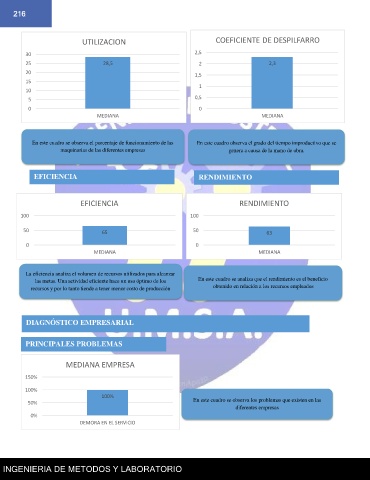 216
UTILIZACION
30
25
20
15
10
5
0
28,5
MEDIANA
COEFICIENTE DE DESPILFARRO
2,5
2
1,5
1
0,5
0
2,3
MEDIANA
En este cuadro se observa el porcentaje de funcionamiento de las
maquinarias de las diferentes empresas
En este cuadro observa el grado del tiempo improductivo que se
genera a causa de la mano de obra.
EFICIENCIA
RENDIMIENTO
EFICIENCIA
100
50
0
MEDIANA
RENDIMIENTO
100
50
0
MEDIANA
La eficiencia analiza el volumen de recursos utilizados para alcanzar
las metas. Una actividad eficiente hace un uso óptimo de los
recursos y por lo tanto tiende a tener menor costo de producción
En este cuadro se analiza que el rendimiento es el beneficio
obtenido en relación a los recursos empleados
DIAGNÓSTICO EMPRESARIAL
U.M.S.A.
PRINCIPALES PROBLEMAS
MEDIANA EMPRESA
150%
100%
50%
0%
100%
DEMORA EN EL SERVICIO
En este cuadro se observa los problemas que existen en las
diferentes empresas
INGENIERIA DE METODOS Y LABORATORIO